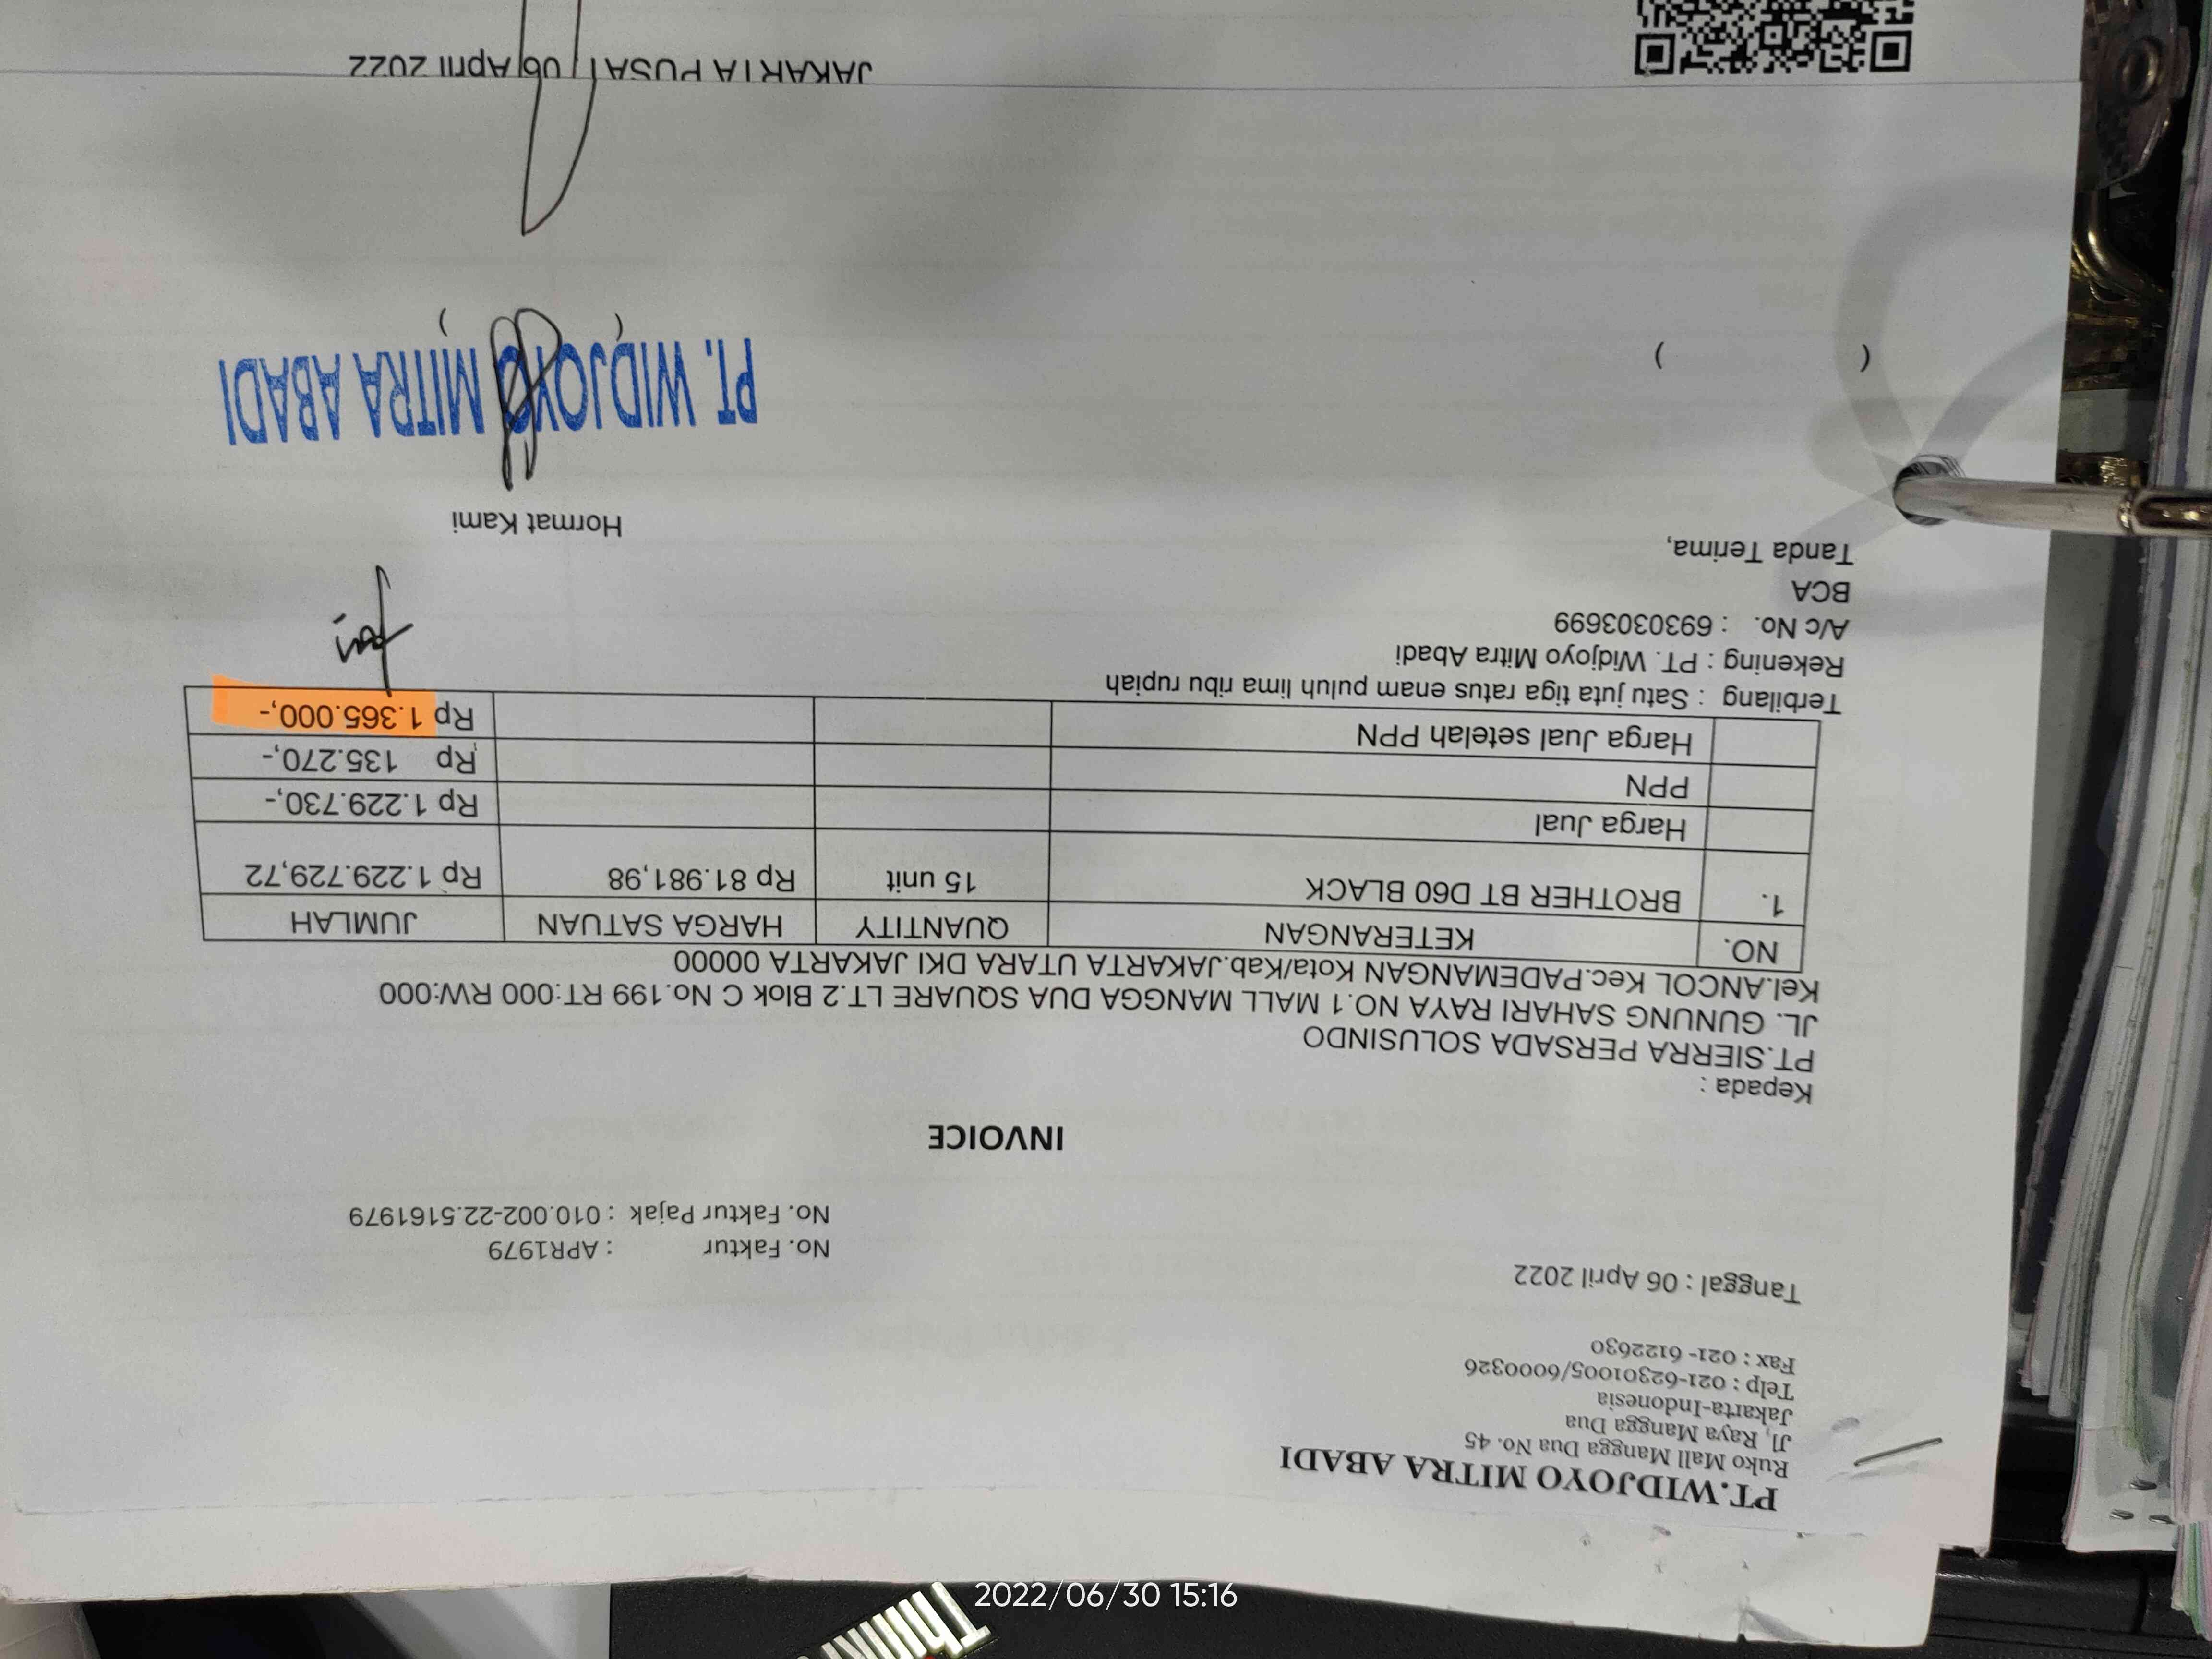 PT.WIDJOYO MITRA ABADI
Ruko Mall Mangga Dua No. 45
Jl, Raya Mangga Dua
Jakarta-Indonesia
Telp : 021-62301005/6000326
Fax : 021- 6122630
Tanggal : 06 April 2022
No. Faktur : APR1979
No. Faktur Pajak : 010.002-22.5161979
INVOICE
Kepada :
PT.SIERRA PERSADA SOLUSINDO
JL. GUNUNG SAHARI RAYA NO.1 MALL MANGGA DUA SQUARE LT.2 Blok C No.199 RT:000 RW:000
Kel.ANCOL Kec.PADEMANGAN Kota/Kab.JAKARTA UTARA DKI JAKARTA 00000
NO. KETERANGAN QUANTITY HARGA SATUAN JUMLAH
1. BROTHER BT D60 BLACK 15 unit Rp 81.981,98 Rp 1.229.729,72
Harga Jual Rp 1.229.730,-
PPN Rp 135.270,-
Harga Jual setelah PPN Rp 1.365.000,-
Terbilang : Satu juta tiga ratus enam puluh lima ribu rupiah
Rekening : PT. Widjoyo Mitra Abadi
A/c No. : 6930303699
BCA
Tanda Terima,
Hormat Kami
PT. WIDJOYO MITRA ABADI
( ) ( )
JAKARTA PUSAT 06 April 2022
Think
2022/06/30 15:16